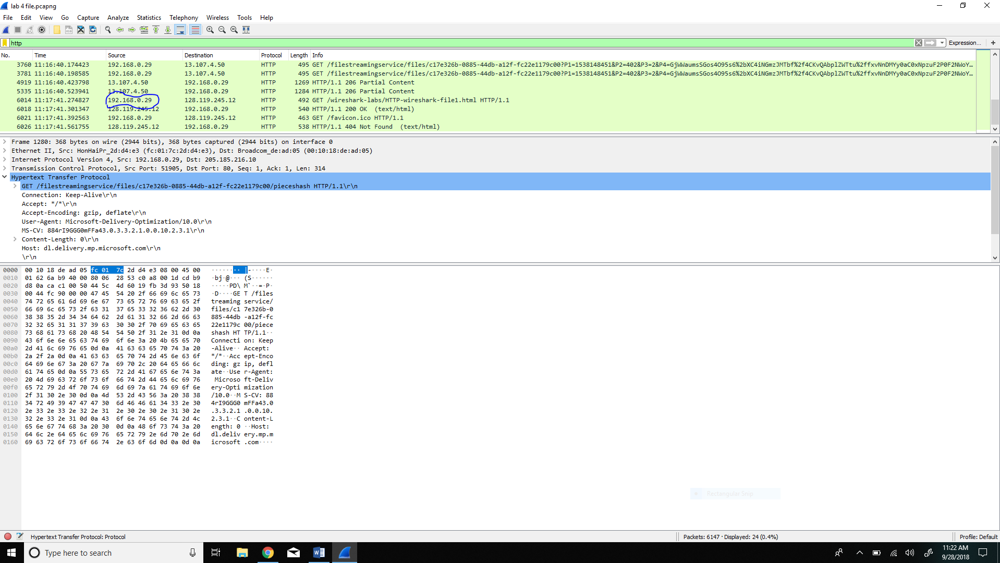 lab 4 file.pcapng
File Edit View Go Capture Analyze Statistics Telephony Wireless Tools Help
http Expression... +
No. Time Source Destination Protocol Length Info
3760 11:16:40.174423 192.168.0.29 13.107.4.50 HTTP 495 GET /filestreamingservice/files/c17e326b-0885-44db-a12f-fc22e1179c00?P1=1538148451&P2=402&P3=2&P4=GjWWaumsSGos4O95s6%2bXC4iNGmzJMTbf%2f4CKvQAbplZWTtu%2ffxvNnDMYy0aC0xNpzuF2P0F2NWoY…
3781 11:16:40.198585 192.168.0.29 13.107.4.50 HTTP 495 GET /filestreamingservice/files/c17e326b-0885-44db-a12f-fc22e1179c00?P1=1538148451&P2=402&P3=2&P4=GjWWaumsSGos4O95s6%2bXC4iNGmzJMTbf%2f4CKvQAbplZWTtu%2ffxvNnDMYy0aC0xNpzuF2P0F2NWoY…
4919 11:16:40.423798 13.107.4.50 192.168.0.29 HTTP 1269 HTTP/1.1 206 Partial Content
5335 11:16:40.523941 13.107.4.50 192.168.0.29 HTTP 1284 HTTP/1.1 206 Partial Content
6014 11:17:41.274827 192.168.0.29 128.119.245.12 HTTP 492 GET /wireshark-labs/HTTP-wireshark-file1.html HTTP/1.1
6018 11:17:41.301347 128.119.245.12 192.168.0.29 HTTP 540 HTTP/1.1 200 OK (text/html)
6021 11:17:41.392563 192.168.0.29 128.119.245.12 HTTP 463 GET /favicon.ico HTTP/1.1
6026 11:17:41.561755 128.119.245.12 192.168.0.29 HTTP 538 HTTP/1.1 404 Not Found (text/html)
Frame 1280: 368 bytes on wire (2944 bits), 368 bytes captured (2944 bits) on interface 0
Ethernet II, Src: HonHaiPr_2d:d4:e3 (fc:01:7c:2d:d4:e3), Dst: Broadcom_de:ad:05 (00:10:18:de:ad:05)
Internet Protocol Version 4, Src: 192.168.0.29, Dst: 205.185.216.10
Transmission Control Protocol, Src Port: 51905, Dst Port: 80, Seq: 1, Ack: 1, Len: 314
Hypertext Transfer Protocol
GET /filestreamingservice/files/c17e326b-0885-44db-a12f-fc22e1179c00/pieceshash HTTP/1.1\r\n
Connection: Keep-Alive\r\n
Accept: */*\r\n
Accept-Encoding: gzip, deflate\r\n
User-Agent: Microsoft-Delivery-Optimization/10.0\r\n
MS-CV: 884rI9GGG0mFFa43.0.3.3.2.1.0.0.10.2.3.1\r\n
Content-Length: 0\r\n
Host: dl.delivery.mp.microsoft.com\r\n
\r\n
0000 00 10 18 de ad 05 fc 01 7c 2d d4 e3 08 00 45 00 ········ |-····E·
0010 01 62 6a b9 40 00 80 06 28 53 c0 a8 00 1d cd b9 ·bj·@··· (S······
0020 d8 0a ca c1 00 50 44 5c 4d 60 19 fb 3d 93 50 18 ·····PD\ M`··=·P·
0030 00 44 fc 90 00 00 47 45 54 20 2f 66 69 6c 65 73 ·D····GE T /files
0040 74 72 65 61 6d 69 6e 67 73 65 72 76 69 63 65 2f treaming service/
0050 66 69 6c 65 73 2f 63 31 37 65 33 32 36 62 2d 30 files/c1 7e326b-0
0060 38 38 35 2d 34 34 64 62 2d 61 31 32 66 2d 66 63 885-44db -a12f-fc
0070 32 32 65 31 31 37 39 63 30 30 2f 70 69 65 63 65 22e1179c 00/piece
0080 73 68 61 73 68 20 48 54 54 50 2f 31 2e 31 0d 0a shash HT TP/1.1··
0090 43 6f 6e 6e 65 63 74 69 6f 6e 3a 20 4b 65 65 70 Connecti on: Keep
00a0 2d 41 6c 69 76 65 0d 0a 41 63 63 65 70 74 3a 20 -Alive·· Accept:
00b0 2a 2f 2a 0d 0a 41 63 63 65 70 74 2d 45 6e 63 6f */*··Acc ept-Enco
00c0 64 69 6e 67 3a 20 67 7a 69 70 2c 20 64 65 66 6c ding: gz ip, defl
00d0 61 74 65 0d 0a 55 73 65 72 2d 41 67 65 6e 74 3a ate··Use r-Agent:
00e0 20 4d 69 63 72 6f 73 6f 66 74 2d 44 65 6c 69 76 Microso ft-Deliv
00f0 65 72 79 2d 4f 70 74 69 6d 69 7a 61 74 69 6f 6e ery-Opti mization
0100 2f 31 30 2e 30 0d 0a 4d 53 2d 43 56 3a 20 38 38 /10.0··M S-CV: 88
0110 34 72 49 39 47 47 47 30 6d 46 46 61 34 33 2e 30 4rI9GGG0 mFFa43.0
0120 2e 33 2e 33 2e 32 2e 31 2e 30 2e 30 2e 31 30 2e .3.3.2.1 .0.0.10.
0130 32 2e 33 2e 31 0d 0a 43 6f 6e 74 65 6e 74 2d 4c 2.3.1··C ontent-L
0140 65 6e 67 74 68 3a 20 30 0d 0a 48 6f 73 74 3a 20 ength: 0 ··Host:
0150 64 6c 2e 64 65 6c 69 76 65 72 79 2e 6d 70 2e 6d dl.deliv ery.mp.m
0160 69 63 72 6f 73 6f 66 74 2e 63 6f 6d 0d 0a 0d 0a icrosoft .com····
Rectangular Snip
Hypertext Transfer Protocol: Protocol Packets: 6147 · Displayed: 24 (0.4%) Profile: Default
Type here to search
11:22 AM
9/28/2018